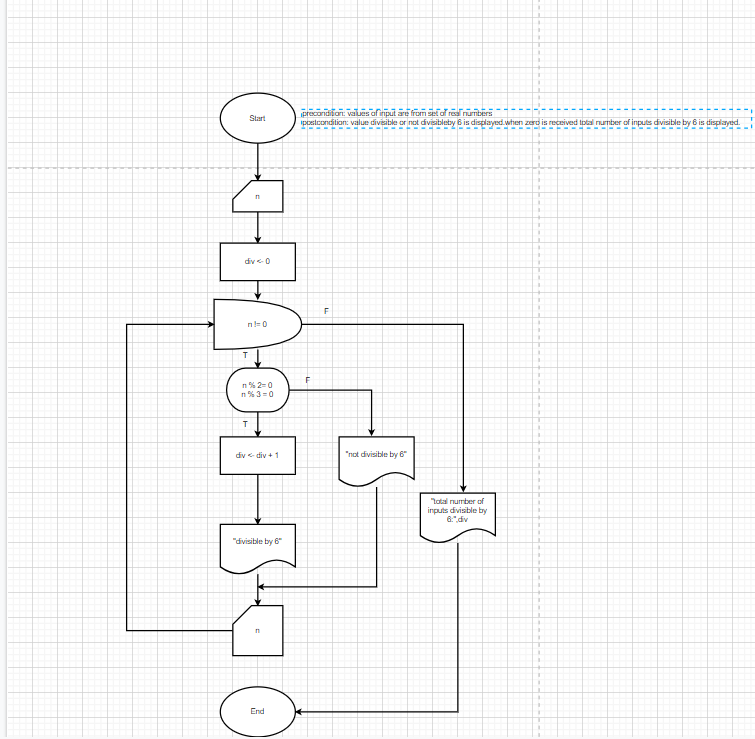 Start
precondition: values of input are from set of real numbers
postcondition: value divisible or not divisibleby 6 is displayed.when zero is received total number of inputs divisible by 6 is displayed.
n
div <- 0
n != 0
F
T
n % 2= 0
n % 3 = 0
F
T
div <- div + 1
"not divisible by 6"
"total number of
inputs divisible by
6:",div
"divisible by 6"
n
End